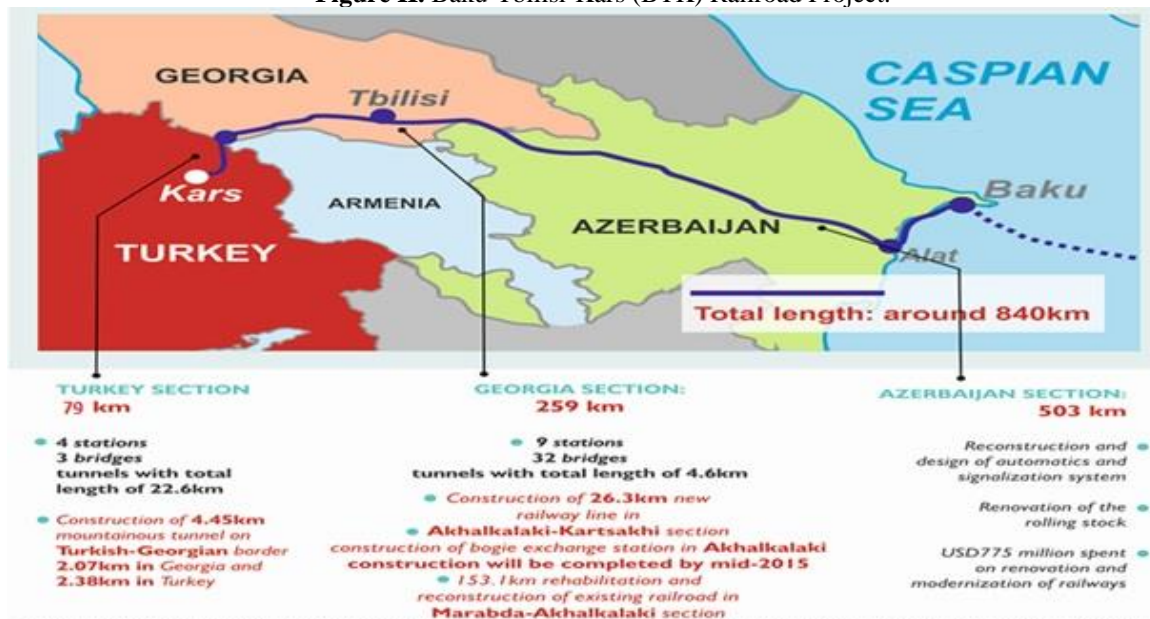 Figure II. Baku-Tbilisi-Kars (BTK) Railroad Project.
GEORGIA
Tbilisi
CASPIAN
SEA
Kars
ARMENIA
AZERBAIJAN
Baku
TURKEY
Alat
Total length: around 840km
TURKEY SECTION
79 km
4 stations
3 bridges
tunnels with total
length of 22.6km
Construction of 4.45km
mountainous tunnel on
Turkish-Georgian border
2.07km in Georgia and
2.38km in Turkey
GEORGIA SECTION:
259 km
9 stations
32 bridges
tunnels with total length of 4.6km
Construction of 26.3km new
railway line in
Akhalkalaki-Kartsakhi section
construction of bogie exchange station in Akhalkalaki
construction will be completed by mid-2015
153.1km rehabilitation and
reconstruction of existing railroad in
Marabda-Akhalkalaki section
AZERBAIJAN SECTION:
503 km
Reconstruction and
design of automatics and
signalization system
Renovation of the
rolling stock
USD775 million spent
on renovation and
modernization of railways